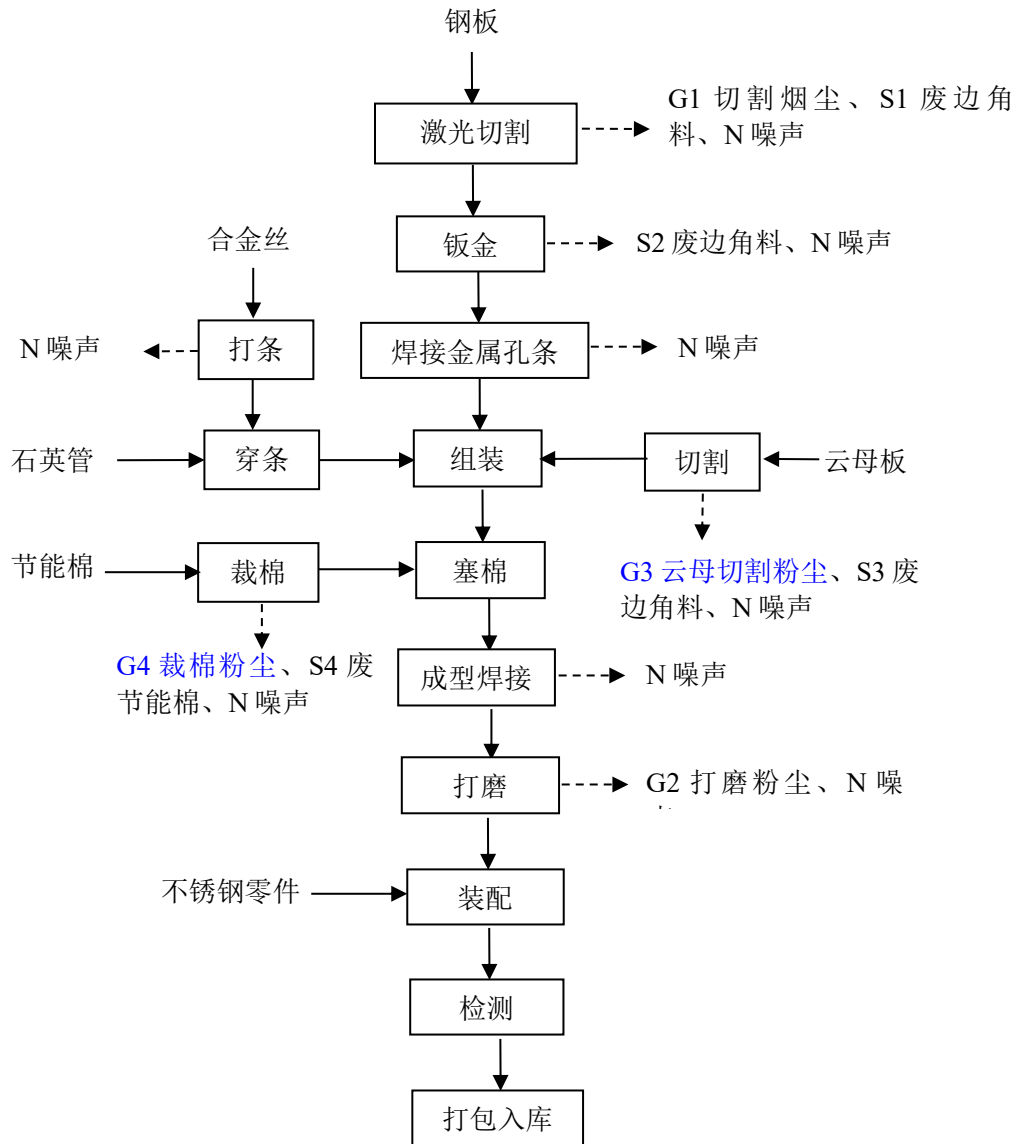 钢板
G1 切割烟尘、S1 废边角
料、N 噪声
激光切割
钣金
S2 废边角料、N 噪声
合金丝
N 噪声
打条
焊接金属孔条
N 噪声
石英管
穿条
组装
切割
云母板
节能棉
裁棉
塞棉
G3 云母切割粉尘、S3 废
边角料、N 噪声
G4 裁棉粉尘、S4 废
节能棉、N 噪声
成型焊接
N 噪声
打磨
G2 打磨粉尘、N 噪
不锈钢零件
装配
检测
打包入库